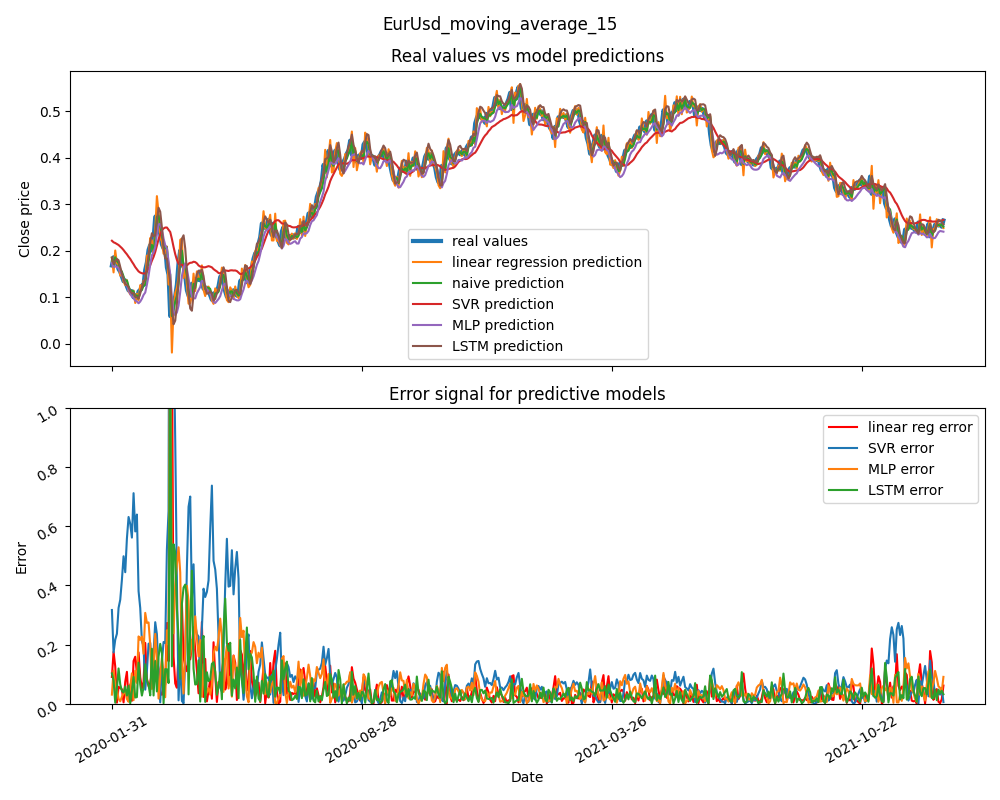 EurUsd_moving_average_15
Real values vs model predictions
Close price
0.5
0.4
0.3
0.2
0.1
0.0
real values
linear regression prediction
naive prediction
SVR prediction
MLP prediction
LSTM prediction
Error signal for predictive models
Error
1.0
0.8
0.6
0.4
0.2
0.0
linear reg error
SVR error
MLP error
LSTM error
2020-01-31
2020-08-28
2021-03-26
2021-10-22
Date